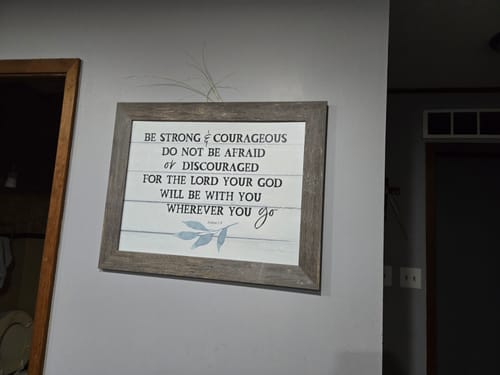 BE STRONG & COURAGEOUS
DO NOT BE AFRAID
or DISCOURAGED
FOR THE LORD YOUR GOD
WILL BE WITH YOU
WHEREVER YOU go